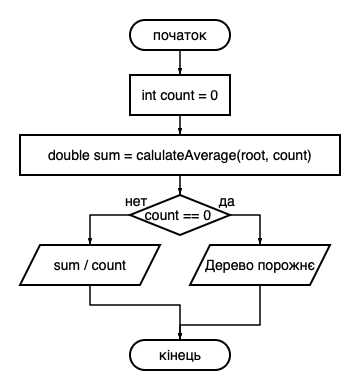 початок
int count = 0
double sum = calulateAverage(root, count)
нет
да
count == 0
sum / count
Дерево порожнє
кінець